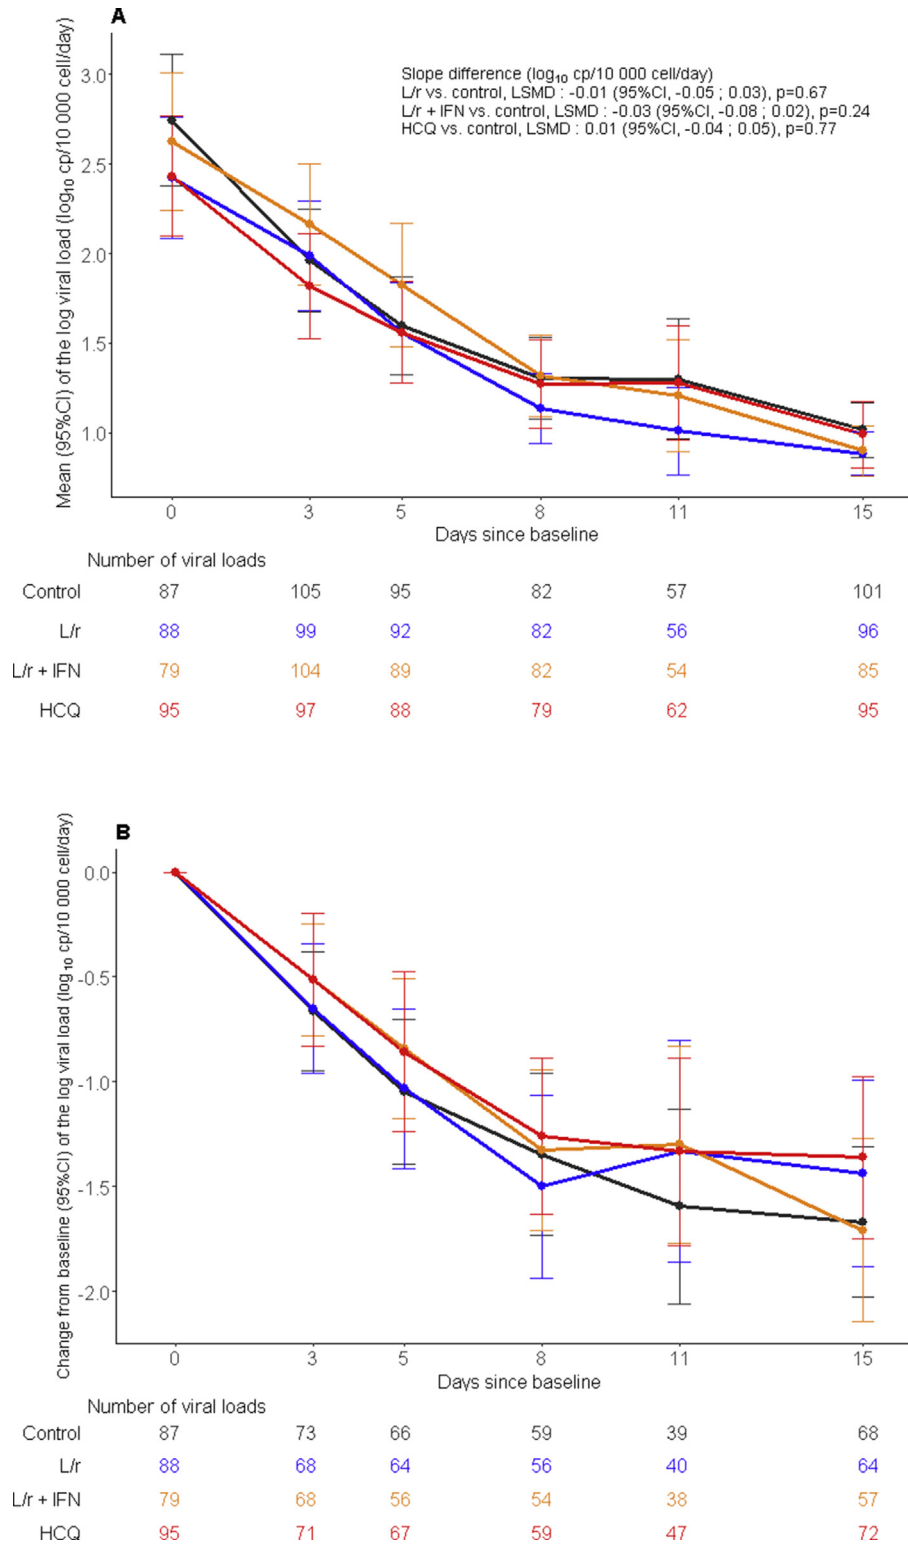 A
Mean (95%CI) of the log viral load (log10 cp/10 000 cell/day)
3.0
2.5
2.0
1.5
1.0
Slope difference (log10 cp/10 000 cell/day)
L/r vs. control, LSMD : -0.01 (95%CI, -0.05 ; 0.03), p=0.67
L/r + IFN vs. control, LSMD : -0.03 (95%CI, -0.08 ; 0.02), p=0.24
HCQ vs. control, LSMD : 0.01 (95%CI, -0.04 ; 0.05), p=0.77
0 3 5 8 11 15
Days since baseline
Number of viral loads
Control 87 105 95 82 57 101
L/r 88 99 92 82 56 96
L/r + IFN 79 104 89 82 54 85
HCQ 95 97 88 79 62 95
B
Change from baseline (95%CI) of the log viral load (log10 cp/10 000 cell/day)
0.0
-0.5
-1.0
-1.5
-2.0
0 3 5 8 11 15
Days since baseline
Number of viral loads
Control 87 73 66 59 39 68
L/r 88 68 64 56 40 64
L/r + IFN 79 68 56 54 38 57
HCQ 95 71 67 59 47 72